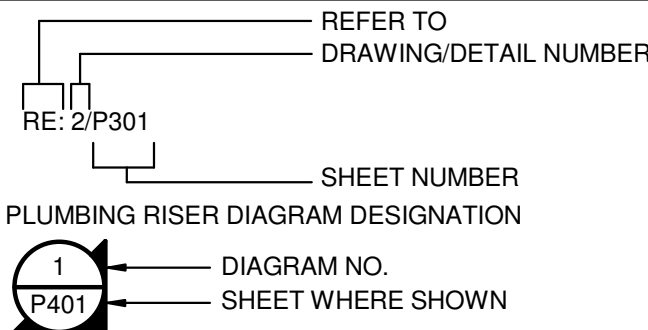 REFER TO
DRAWING/DETAIL NUMBER
RE: 2/P301
SHEET NUMBER
PLUMBING RISER DIAGRAM DESIGNATION
1
DIAGRAM NO.
P401
SHEET WHERE SHOWN